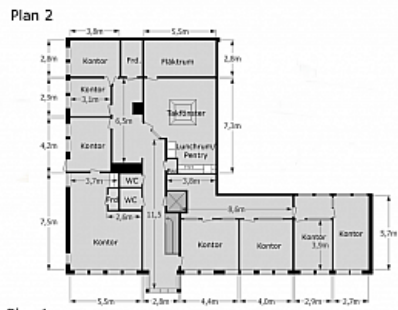 Plan 2
3,8m
5,5m
2,8m
Kontor
Frd.
Fläktrum
2,8m
2,9m
Kontor
3,1m
6,5m
Takfönster
7,3m
4,2m
Kontor
Lunchrum/
Pentry
3,7m
WC
3,8m
Frd
WC
2,6m
11,5
8,6m
7,5m
Kontor
Kontor
Kontor
Kontor
3,9m
Kontor
5,7m
5,5m
2,8m
4,4m
4,0m
2,9m
2,7m